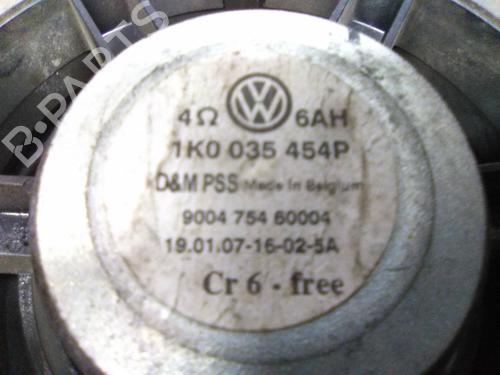 B-PARTS
4Ω VW 6AH
1K0 035 454P
D&M PSS Made In Belgium
9004 754 60004
19.01.07-16-02-5A
Cr 6 - free